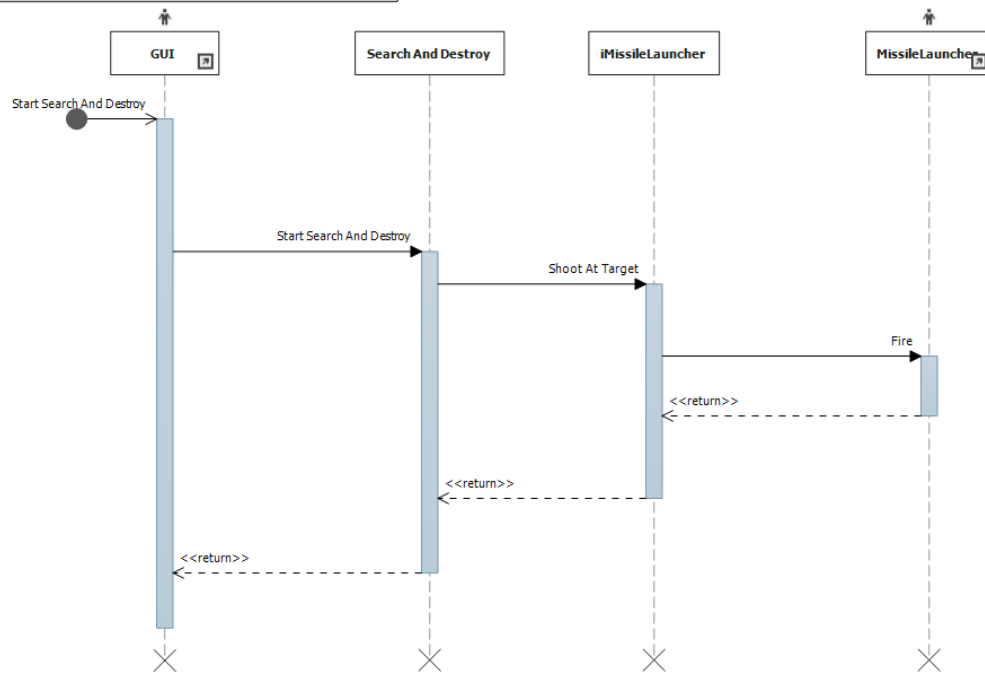 GUI
Search And Destroy
iMissileLauncher
MissileLauncher
Start Search And Destroy
Start Search And Destroy
Shoot At Target
Fire
<<return>>
<<return>>
<<return>>